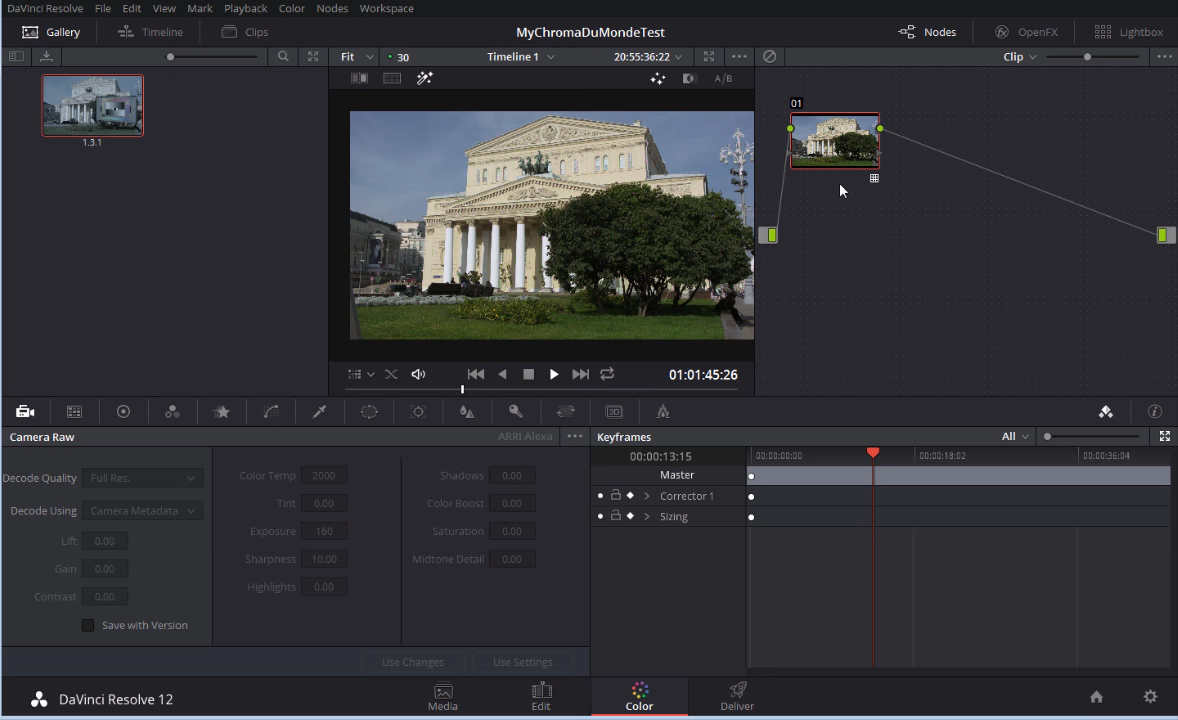 DaVinci Resolve File Edit View Mark Playback Color Nodes Workspace
Gallery Timeline Clips MyChromaDuMondeTest Nodes OpenFX Lightbox
Fit 30 Timeline 1 20:55:36:22 Clip
A/B
01
1.3.1
01:01:45:26
3D
Camera Raw ARRI Alexa Keyframes All
00:00:13:15 00:00:00:00 00:00:18:02 00:00:36:04
Master
Corrector 1
Sizing
Decode Quality Full Res. Color Temp 2000 Shadows 0.00
Tint 0.00 Color Boost 0.00
Decode Using Camera Metadata
Exposure 160 Saturation 0.00
Lift 0.00
Sharpness 10.00 Midtone Detail 0.00
Gain 0.00
Highlights 0.00
Contrast 0.00
Save with Version
Use Changes Use Settings
DaVinci Resolve 12 Media Edit Color Deliver